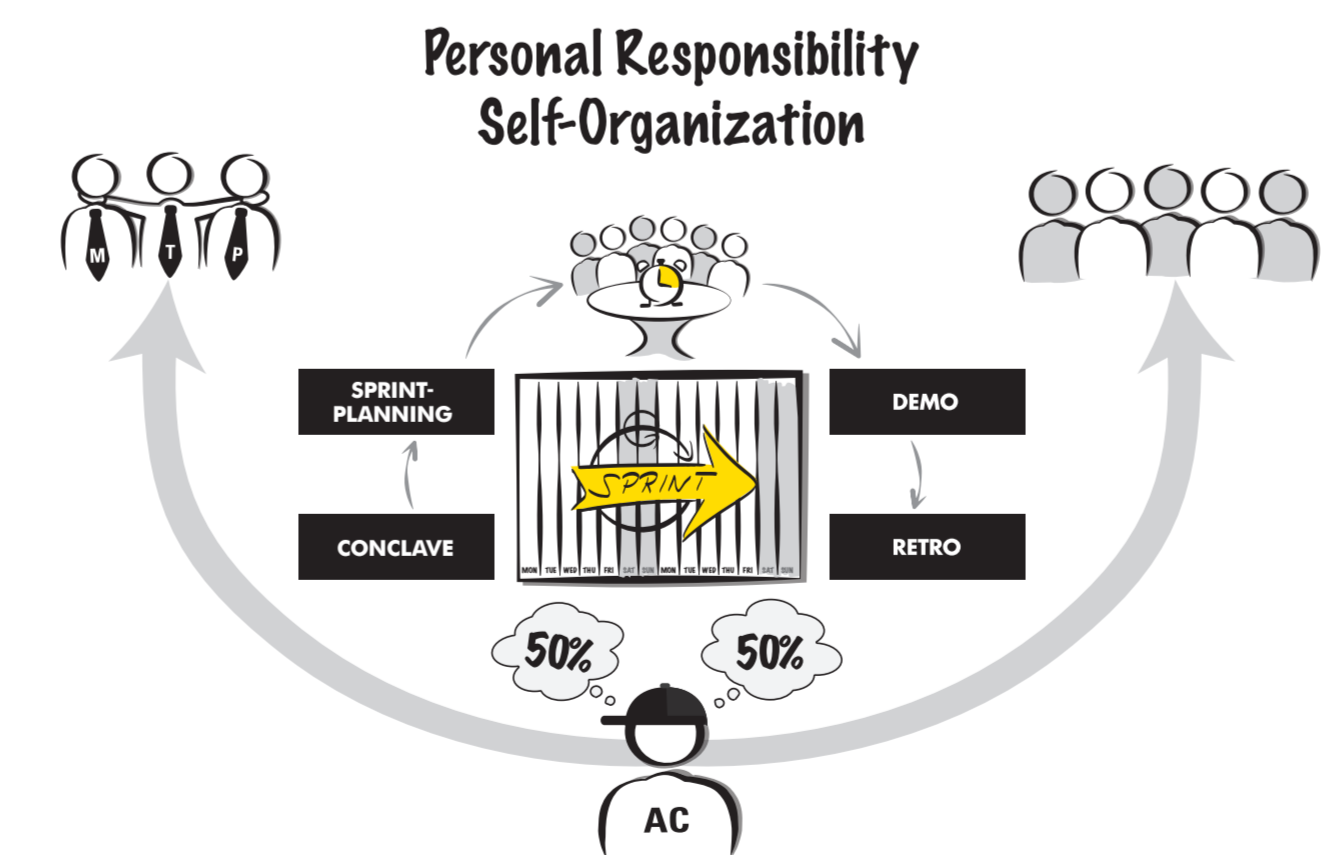 Personal Responsibility
Self-Organization
M T P
SPRINT-
PLANNING
DEMO
SPRINT
CONCLAVE
RETRO
MON TUE WED THU FRI SAT SUN MON TUE WED THU FRI SAT SUN
50% 50%
AC